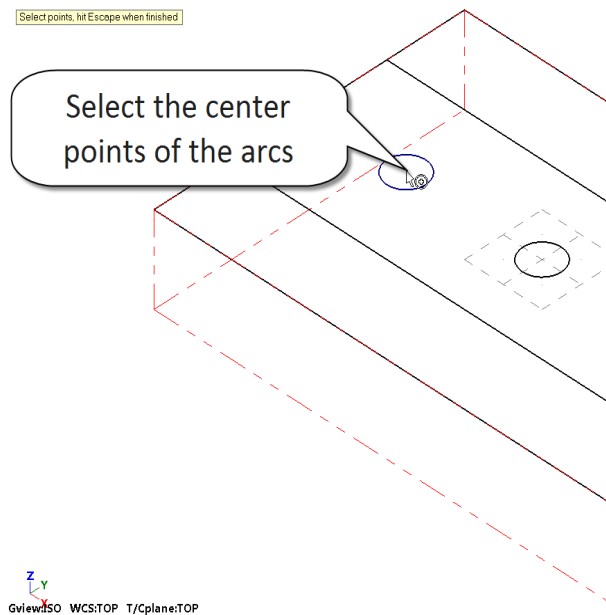 Select points, hit Escape when finished
Select the center
points of the arcs
Z
Y
X
Gview:ISO WCS:TOP T/Cplane:TOP